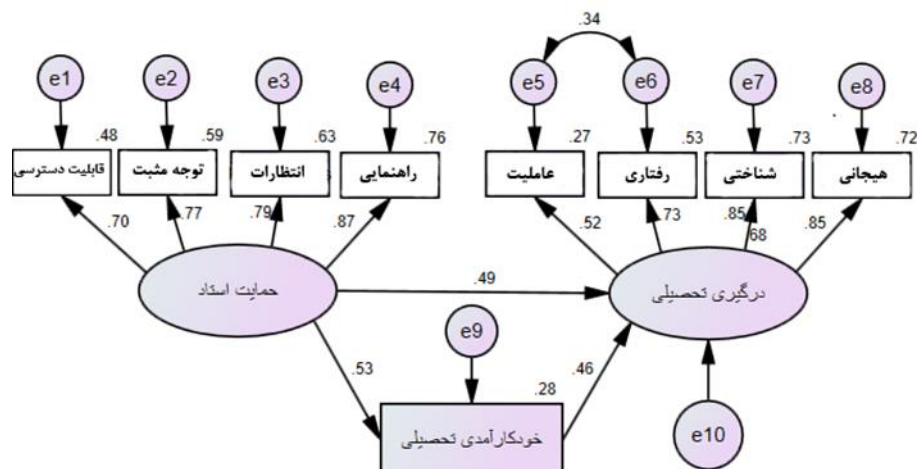 .34
e1 e2 e3 e4 e5 e6 e7 e8
.48 .59 .63 .76 .27 .53 .73 .72
قابلیت دسترسی
توجه مثبت
انتظارات
راهنمایی
عاملیت
رفتاری
شناختی
هیجانی
.70 .77 .79 .87 .52 .73 .85 .68 .85
حمایت استاد
.49
درگیری تحصیلی
e9
.53 .46
.28
خودکارآمدی تحصیلی
e10